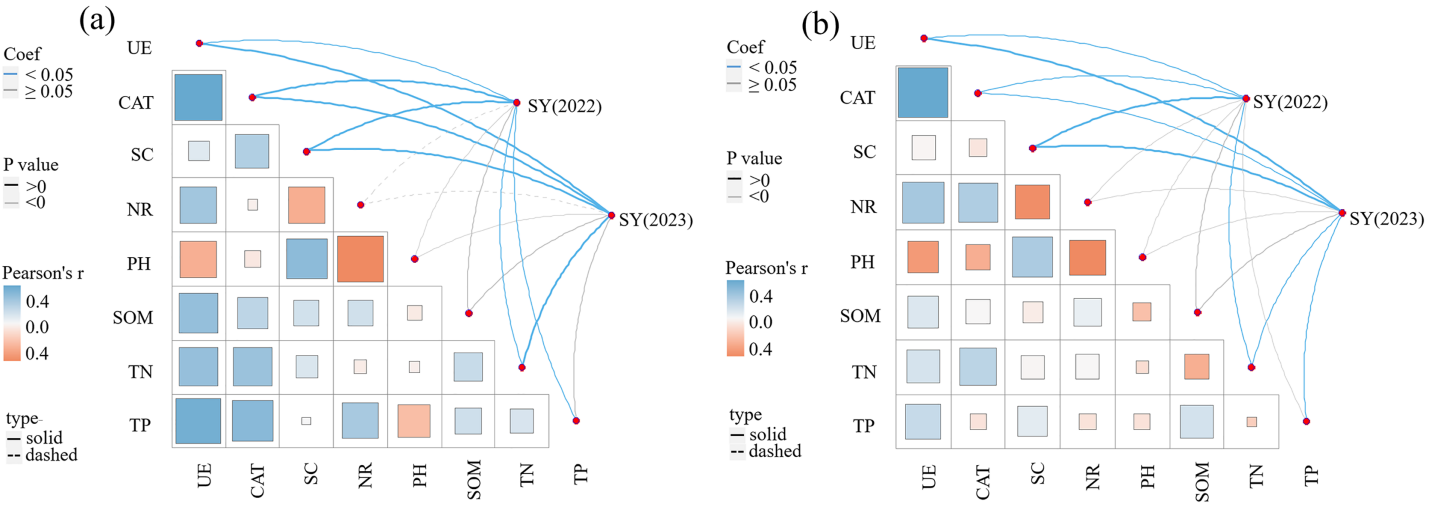 (a)
Coef
< 0.05
≥ 0.05
P value
>0
<0
Pearson's r
0.4
0.0
0.4
type
solid
dashed
UE
CAT
SC
NR
PH
SOM
TN
TP
SY(2022)
SY(2023)
UE
CAT
SC
NR
PH
SOM
TN
TP
(b)
Coef
< 0.05
≥ 0.05
P value
>0
<0
Pearson's r
0.4
0.0
0.4
type
solid
dashed
UE
CAT
SC
NR
PH
SOM
TN
TP
SY(2022)
SY(2023)
UE
CAT
SC
NR
PH
SOM
TN
TP